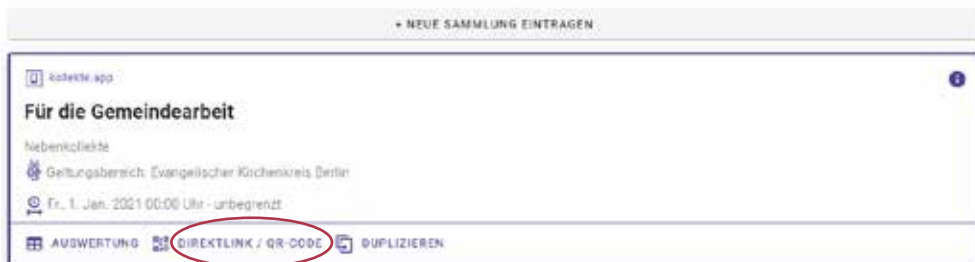 + NEUE SAMMLUNG EINTRAGEN
kollekte.app
Für die Gemeindearbeit
Nebenkollekte
Geltungsbereich: Evangelischer Kirchenkreis Berlin
Fr., 1. Jan. 2021 00:00 Uhr - unbegrenzt
AUSWERTUNG DIREKTLINK / QR-CODE DUPLIZIEREN